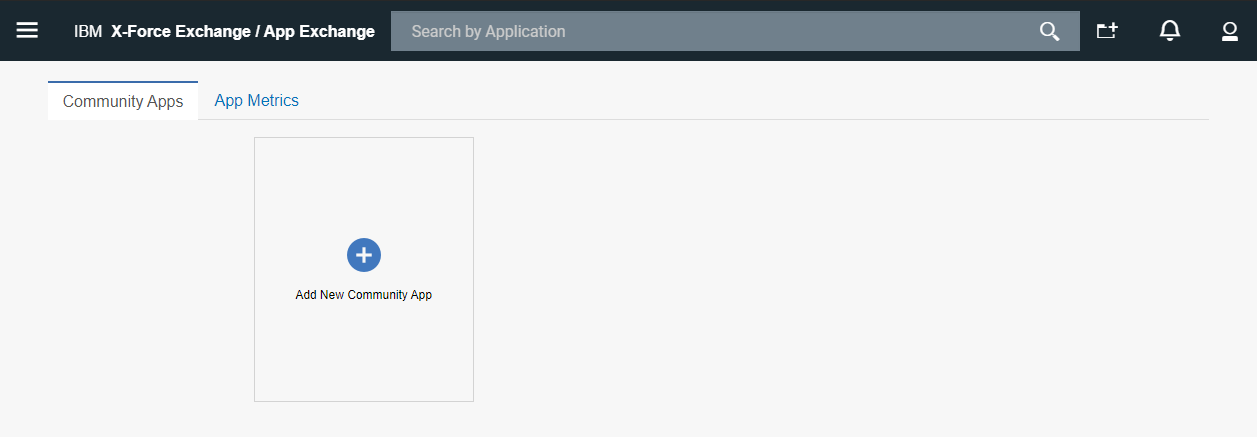 IBM X-Force Exchange / App Exchange Search by Application
Community Apps App Metrics
Add New Community App